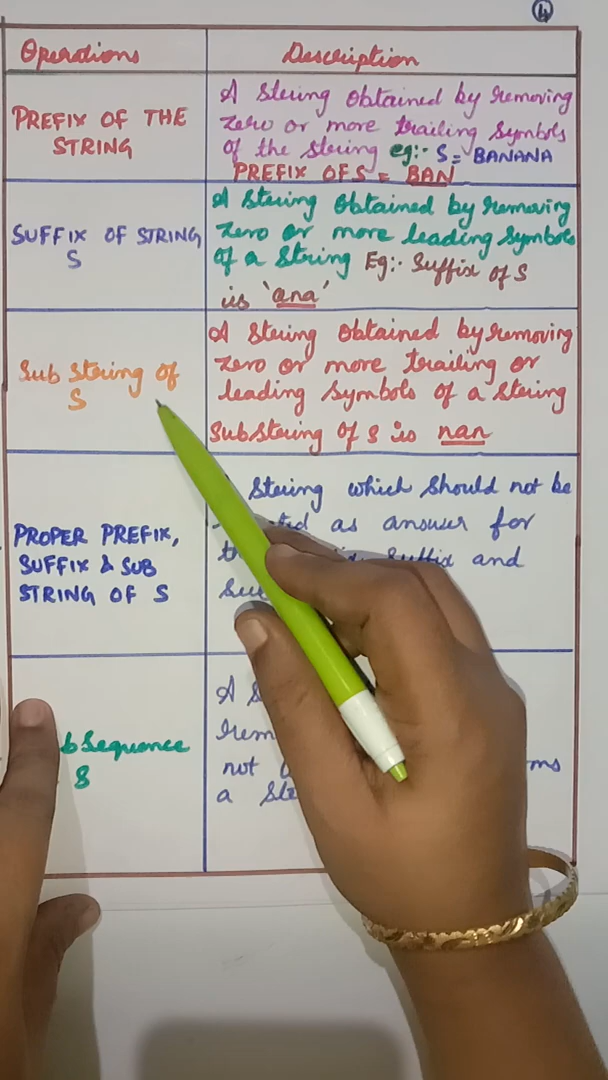 4
Operations
Description
PREFIX OF THE
STRING
A string obtained by removing
zero or more trailing symbols
of the string eg:- S = BANANA
PREFIX OF S = BAN
SUFFIX OF STRING
S
A string obtained by removing
zero or more leading symbols
of a string Eg:- Suffix of S
is 'ana'
Sub string of
S
A string obtained by removing
zero or more trailing or
leading symbols of a string
Substring of S is nan
PROPER PREFIX,
SUFFIX & SUB
STRING OF S
string which should not be
as answer for
suffix and
bsequence
S
A
not
a